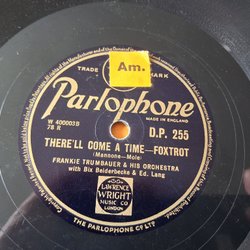 Am.
TRADE MARK
Parlophone
MADE IN ENGLAND
W 400003B
78 R
D.P. 255
THERE'LL COME A TIME—FOXTROT
(Mannone—Mole)
FRANKIE TRUMBAUER & HIS ORCHESTRA
with Bix Beiderbecke & Ed. Lang
LAWRENCE
WRIGHT
MUSIC CO
LONDON
THE PARLOPHONE CO LTD